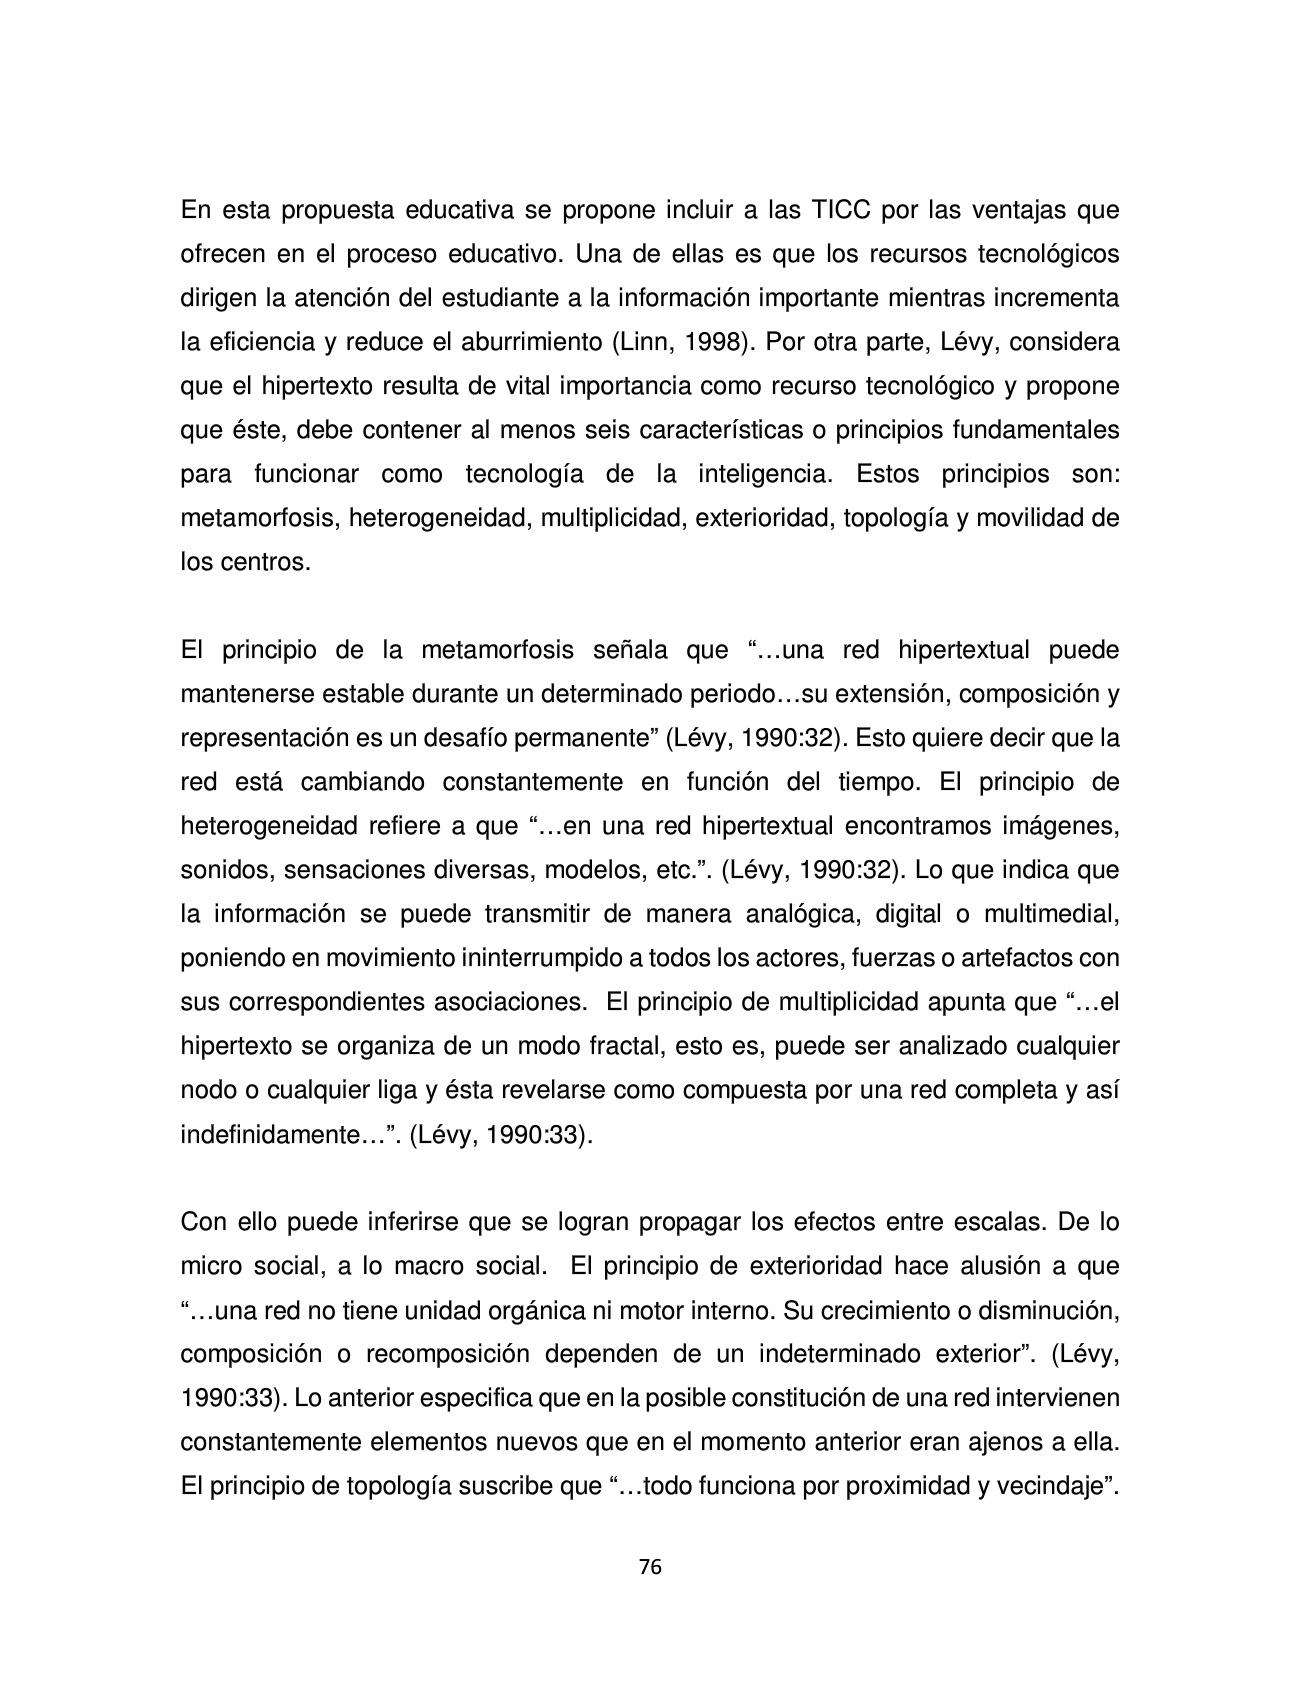 En esta propuesta educativa se propone incluir a las TICC por las ventajas que
ofrecen en el proceso educativo. Una de ellas es que los recursos tecnológicos
dirigen la atención del estudiante a la información importante mientras incrementa
la eficiencia y reduce el aburrimiento (Linn, 1998). Por otra parte, Lévy, considera
que el hipertexto resulta de vital importancia como recurso tecnológico y propone
que éste, debe contener al menos seis características o principios fundamentales
para funcionar como tecnología de la inteligencia. Estos principios son:
metamorfosis, heterogeneidad, multiplicidad, exterioridad, topología y movilidad de
los centros.
El principio de la metamorfosis señala que “…una red hipertextual puede
mantenerse estable durante un determinado periodo…su extensión, composición y
representación es un desafío permanente” (Lévy, 1990:32). Esto quiere decir que la
red está cambiando constantemente en función del tiempo. El principio de
heterogeneidad refiere a que “…en una red hipertextual encontramos imágenes,
sonidos, sensaciones diversas, modelos, etc.”. (Lévy, 1990:32). Lo que indica que
la información se puede transmitir de manera analógica, digital o multimedial,
poniendo en movimiento ininterrumpido a todos los actores, fuerzas o artefactos con
sus correspondientes asociaciones.  El principio de multiplicidad apunta que “…el
hipertexto se organiza de un modo fractal, esto es, puede ser analizado cualquier
nodo o cualquier liga y ésta revelarse como compuesta por una red completa y así
indefinidamente…”. (Lévy, 1990:33).
Con ello puede inferirse que se logran propagar los efectos entre escalas. De lo
micro social, a lo macro social.  El principio de exterioridad hace alusión a que
“…una red no tiene unidad orgánica ni motor interno. Su crecimiento o disminución,
composición o recomposición dependen de un indeterminado exterior”. (Lévy,
1990:33). Lo anterior especifica que en la posible constitución de una red intervienen
constantemente elementos nuevos que en el momento anterior eran ajenos a ella.
El principio de topología suscribe que “…todo funciona por proximidad y vecindaje”.
76